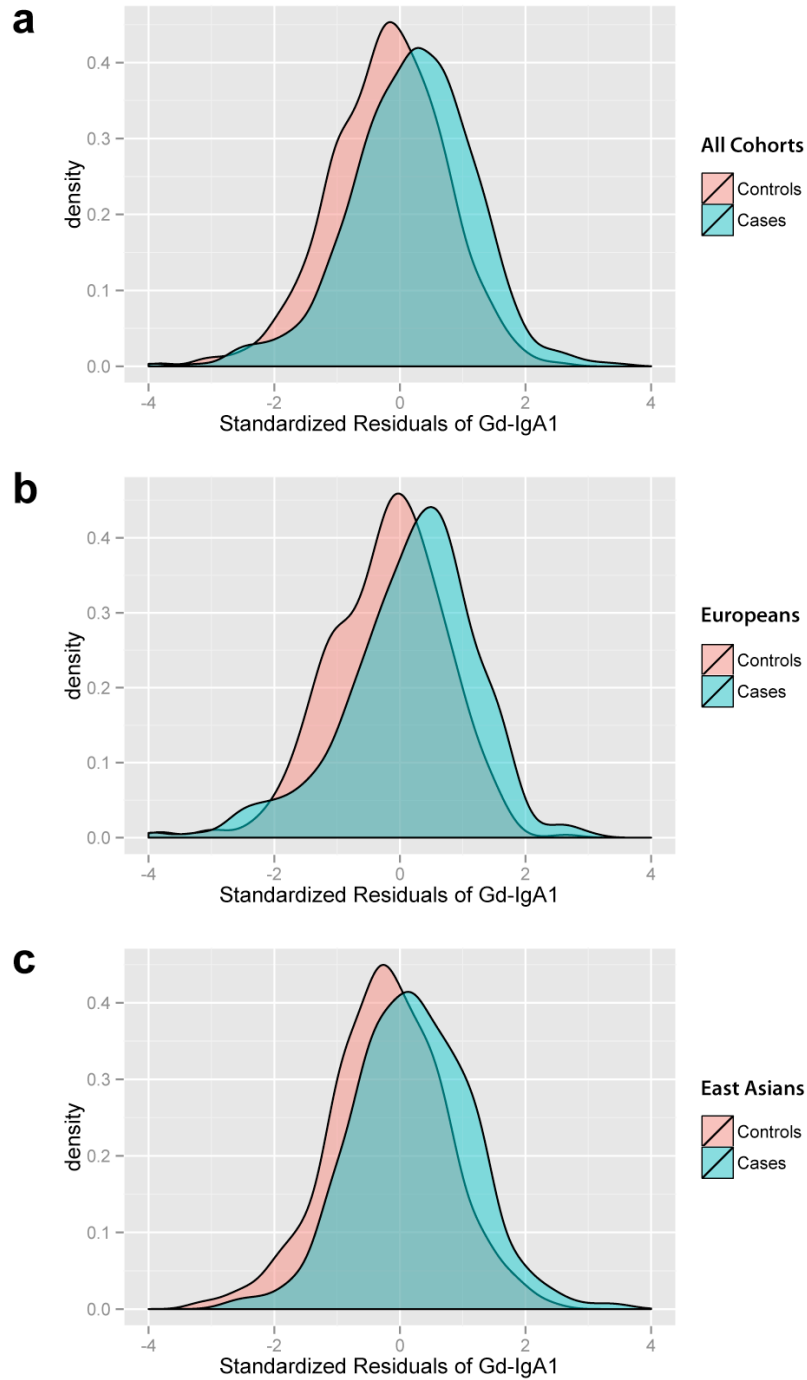 a
0.4
0.3
0.2
0.1
0.0
density
-4 -2 0 2 4
Standardized Residuals of Gd-IgA1
All Cohorts
Controls
Cases
b
0.4
0.3
0.2
0.1
0.0
density
-4 -2 0 2 4
Standardized Residuals of Gd-IgA1
Europeans
Controls
Cases
c
0.4
0.3
0.2
0.1
0.0
density
-4 -2 0 2 4
Standardized Residuals of Gd-IgA1
East Asians
Controls
Cases